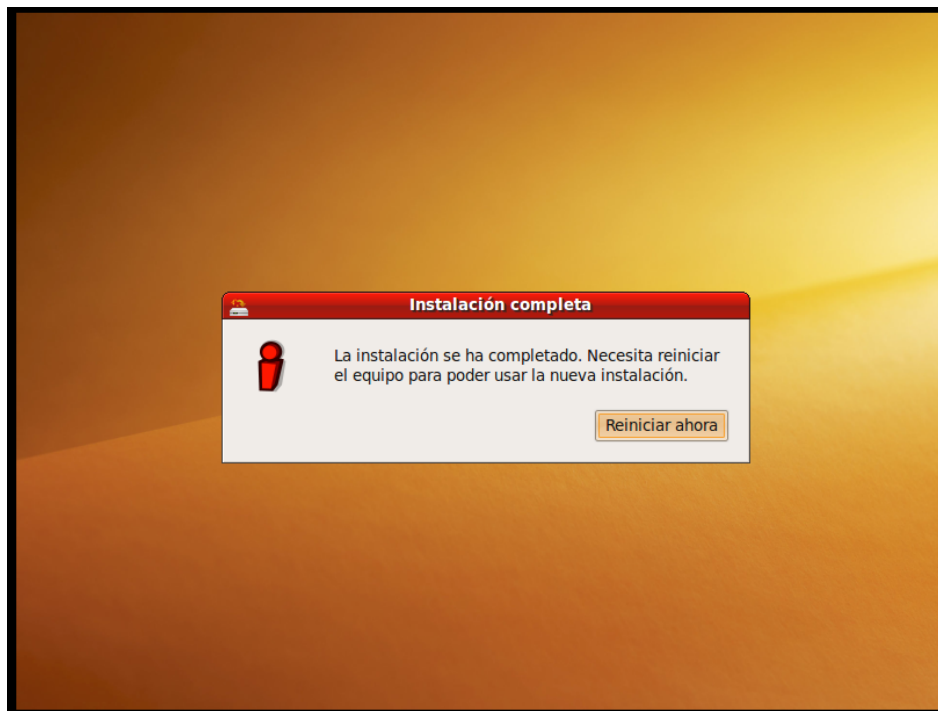 Instalación completa
La instalación se ha completado. Necesita reiniciar
el equipo para poder usar la nueva instalación.
Reiniciar ahora